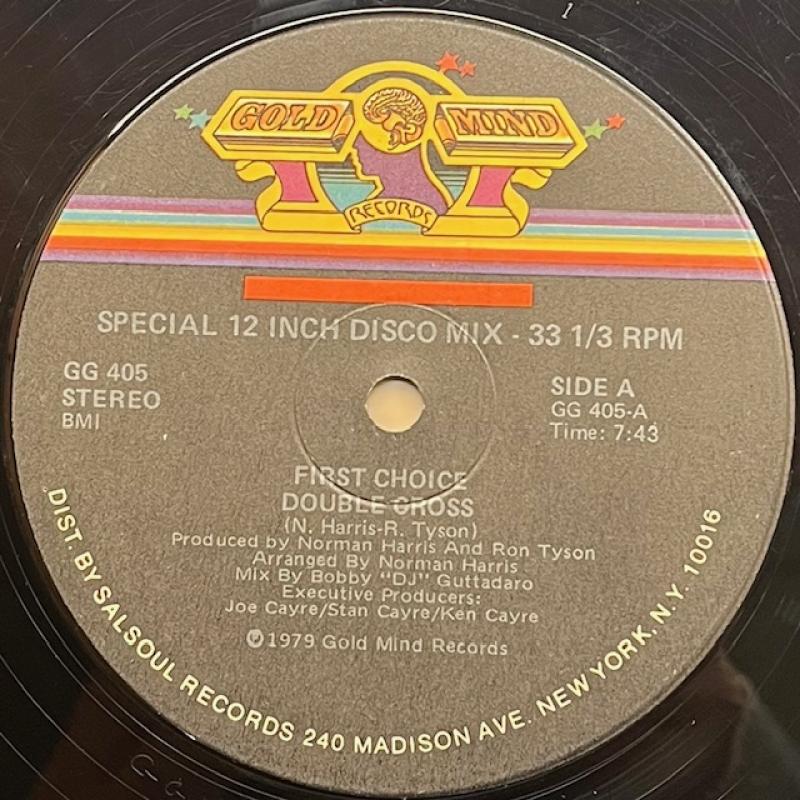 GOLD MIND
RECORDS
SPECIAL 12 INCH DISCO MIX - 33 1/3 RPM
GG 405
STEREO
BMI
SIDE A
GG 405-A
Time: 7:43
FIRST CHOICE
DOUBLE CROSS
(N. Harris-R. Tyson)
Produced by Norman Harris And Ron Tyson
Arranged By Norman Harris
Mix By Bobby "DJ" Guttadaro
Executive Producers:
Joe Cayre/Stan Cayre/Ken Cayre
℗1979 Gold Mind Records
DIST. BY SALSOUL RECORDS 240 MADISON AVE. NEW YORK, N.Y. 10016